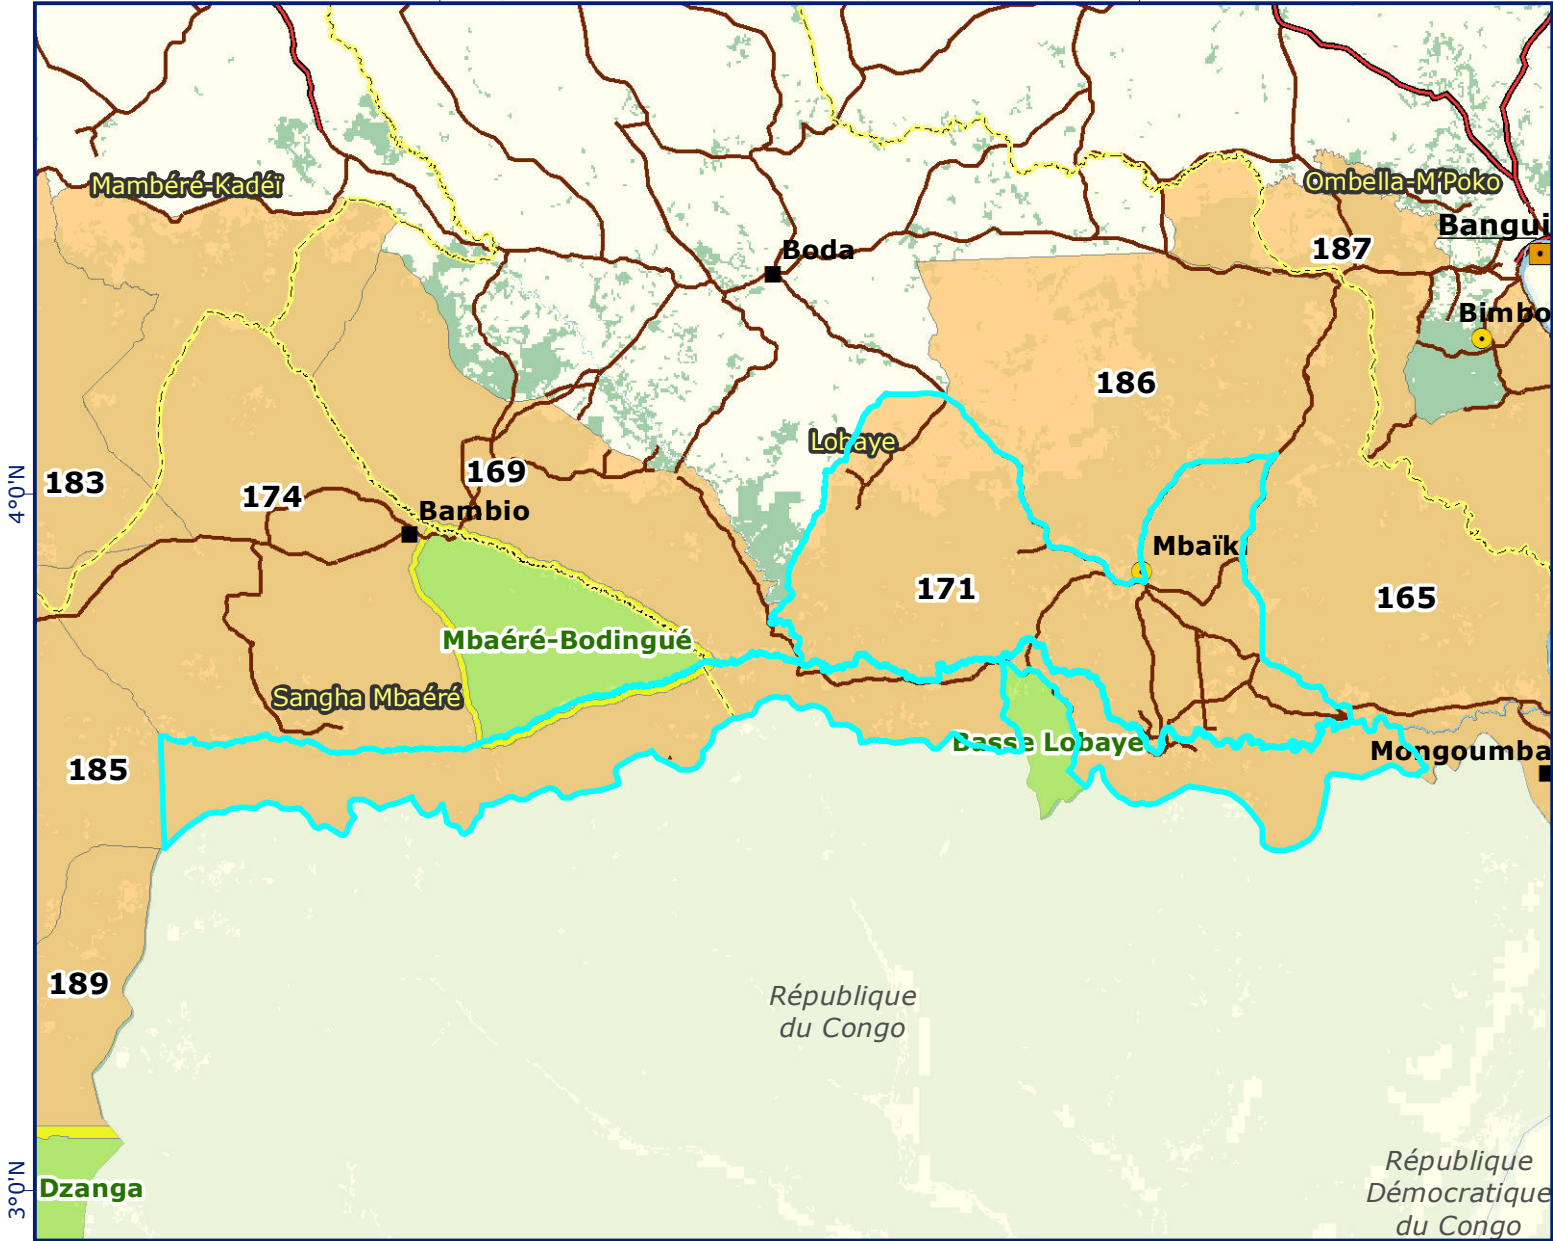 Mambéré-Kadéï
Ombella-M'Poko
Bangui
187
Boda
Bimbo
186
Lobaye
169
183
174
4°0'N
Bambio
Mbaïki
171
165
Mbaéré-Bodingué
Sangha Mbaéré
Basse Lobaye
Mongoumba
185
189
République
du Congo
République
Démocratique
du Congo
3°0'N
Dzanga